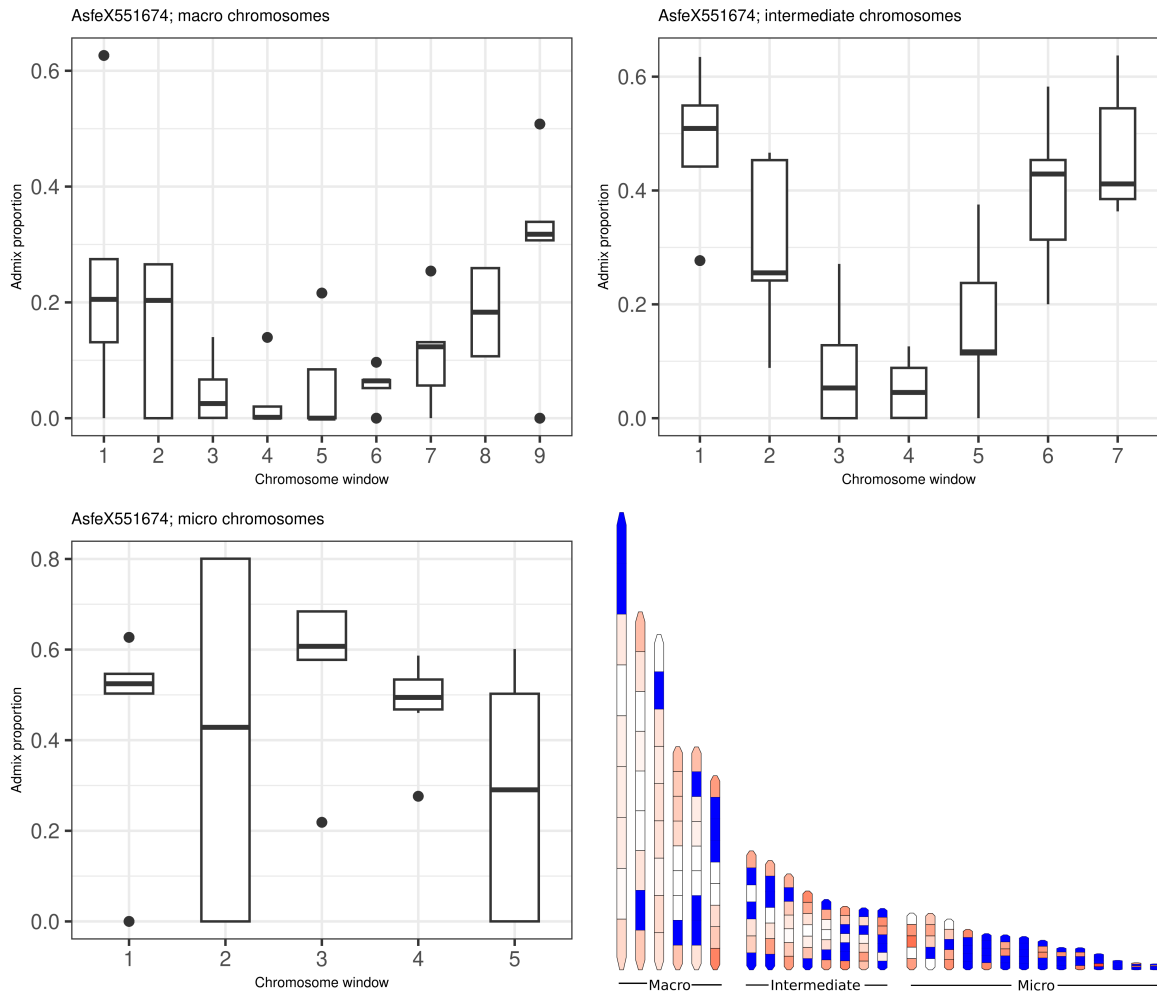 AsfeX551674; macro chromosomes
Admix proportion
0.6
0.4
0.2
0.0
1 2 3 4 5 6 7 8 9
Chromosome window
AsfeX551674; intermediate chromosomes
Admix proportion
0.6
0.4
0.2
0.0
1 2 3 4 5 6 7
Chromosome window
AsfeX551674; micro chromosomes
Admix proportion
0.8
0.6
0.4
0.2
0.0
1 2 3 4 5
Chromosome window
Macro Intermediate Micro